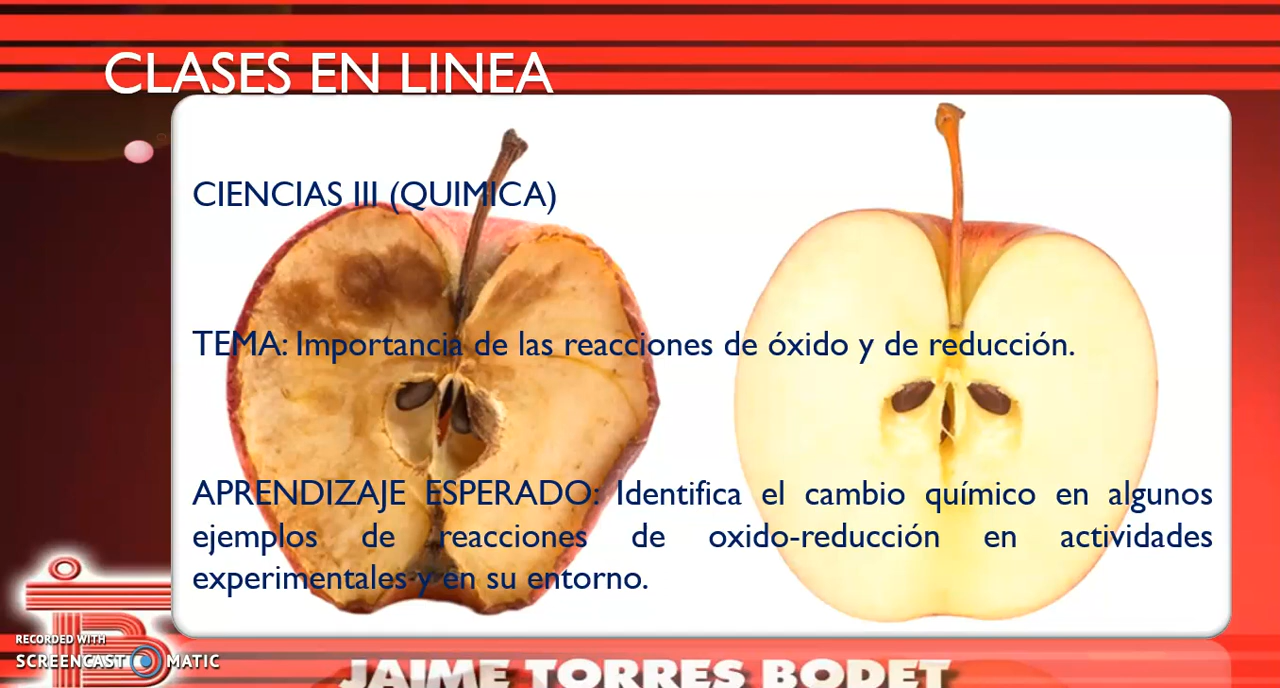 CLASES EN LINEA
CIENCIAS III (QUIMICA)
TEMA: Importancia de las reacciones de óxido y de reducción.
APRENDIZAJE ESPERADO: Identifica el cambio químico en algunos
ejemplos de reacciones de oxido-reducción en actividades
experimentales y en su entorno.
RECORDED WITH
SCREENCAST MATIC
JAIME TORRES BODET